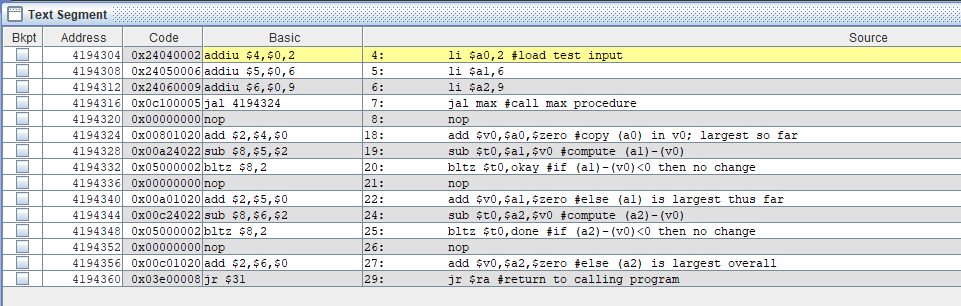 Text Segment
Bkpt Address Code Basic Source
4194304 0x24040002 addiu $4,$0,2 4: li $a0,2 #load test input
4194308 0x24050006 addiu $5,$0,6 5: li $a1,6
4194312 0x24060009 addiu $6,$0,9 6: li $a2,9
4194316 0x0c100005 jal 4194324 7: jal max #call max procedure
4194320 0x00000000 nop 8: nop
4194324 0x00801020 add $2,$4,$0 18: add $v0,$a0,$zero #copy (a0) in v0; largest so far
4194328 0x00a24022 sub $8,$5,$2 19: sub $t0,$a1,$v0 #compute (a1)-(v0)
4194332 0x05000002 bltz $8,2 20: bltz $t0,okay #if (a1)-(v0)<0 then no change
4194336 0x00000000 nop 21: nop
4194340 0x00a01020 add $2,$5,$0 22: add $v0,$a1,$zero #else (a1) is largest thus far
4194344 0x00c24022 sub $8,$6,$2 24: sub $t0,$a2,$v0 #compute (a2)-(v0)
4194348 0x05000002 bltz $8,2 25: bltz $t0,done #if (a2)-(v0)<0 then no change
4194352 0x00000000 nop 26: nop
4194356 0x00c01020 add $2,$6,$0 27: add $v0,$a2,$zero #else (a2) is largest overall
4194360 0x03e00008 jr $31 29: jr $ra #return to calling program